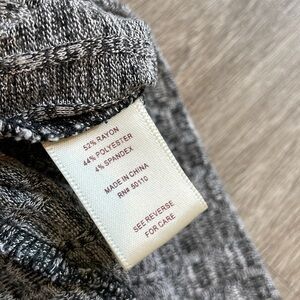 52% RAYON
44% POLYESTER
4% SPANDEX
MADE IN CHINA
RN# 50110
SEE REVERSE
FOR CARE